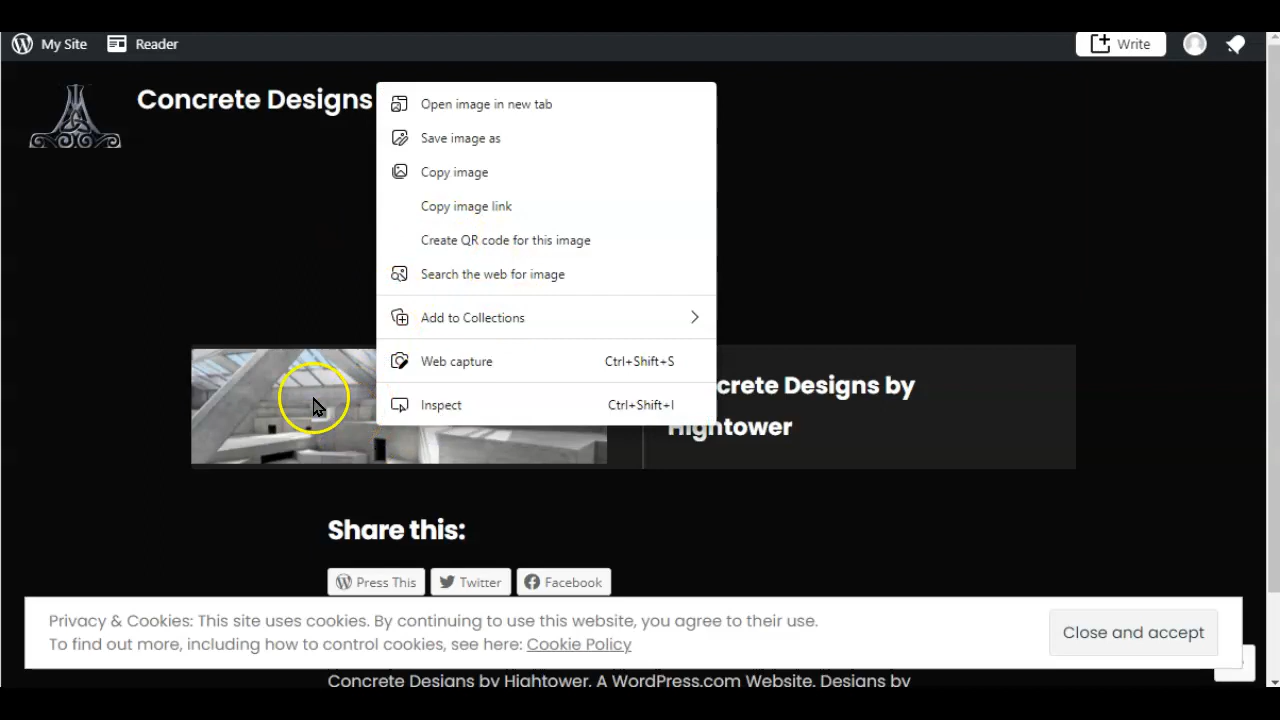 My Site
Reader
Write
Concrete Designs
Open image in new tab
Save image as
Copy image
Copy image link
Create QR code for this image
Search the web for image
Add to Collections
Web capture Ctrl+Shift+S
Inspect Ctrl+Shift+I
crete Designs by
Hightower
Share this:
Press This
Twitter
Facebook
Privacy & Cookies: This site uses cookies. By continuing to use this website, you agree to their use.
To find out more, including how to control cookies, see here: Cookie Policy
Close and accept
Concrete Designs by Hightower. A WordPress.com Website. Designs by